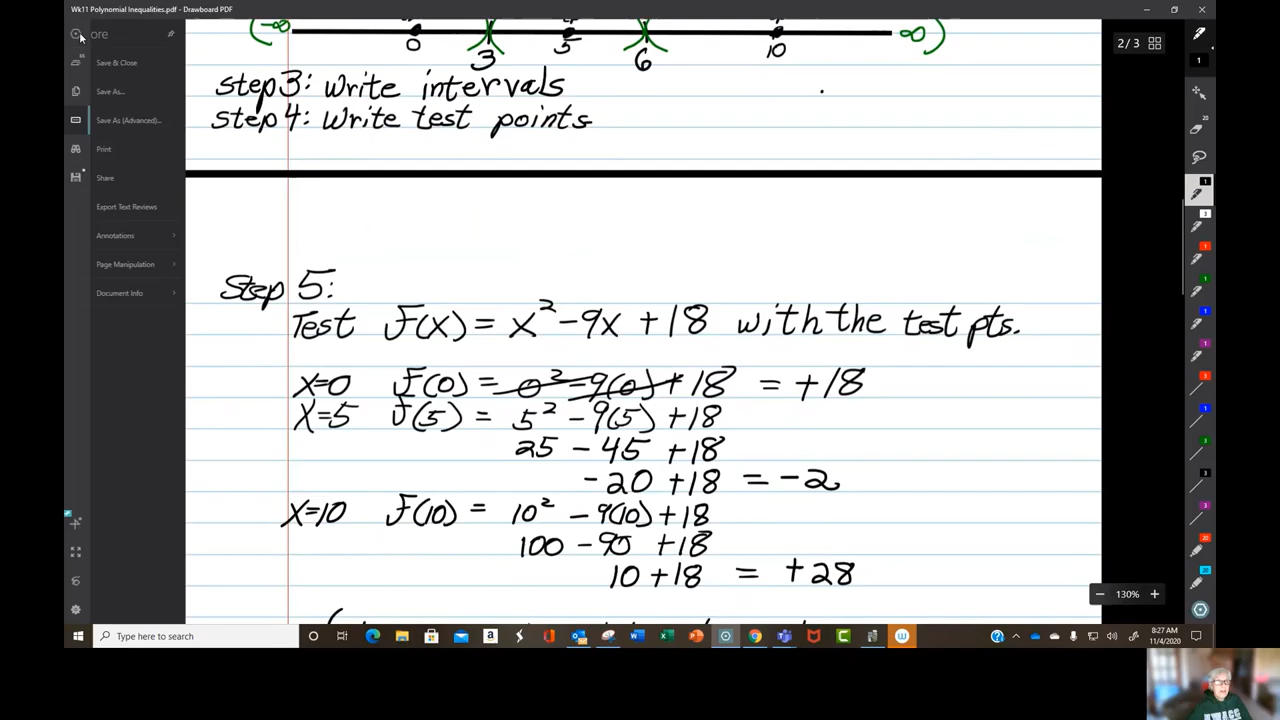 Wk11 Polynomial Inequalities.pdf - Drawboard PDF
ore
Save & Close
Save As...
Save As (Advanced)...
Print
Share
Export Text Reviews
Annotations
Page Manipulation
Document Info
2/3
(-∞ 0 3 5 6 10 ∞)
step3: Write intervals
step4: Write test points
Step 5:
Test F(x) = x² -9x +18 with the test pts.
x=0 F(0) = 0² -9(0) + 18 = +18
x=5 F(5) = 5² -9(5) +18
25 - 45 +18
-20 +18 = -2
x=10 F(10) = 10² -9(10) +18
100 -90 +18
10 +18 = +28
130%
Type here to search
8:27 AM
11/4/2020